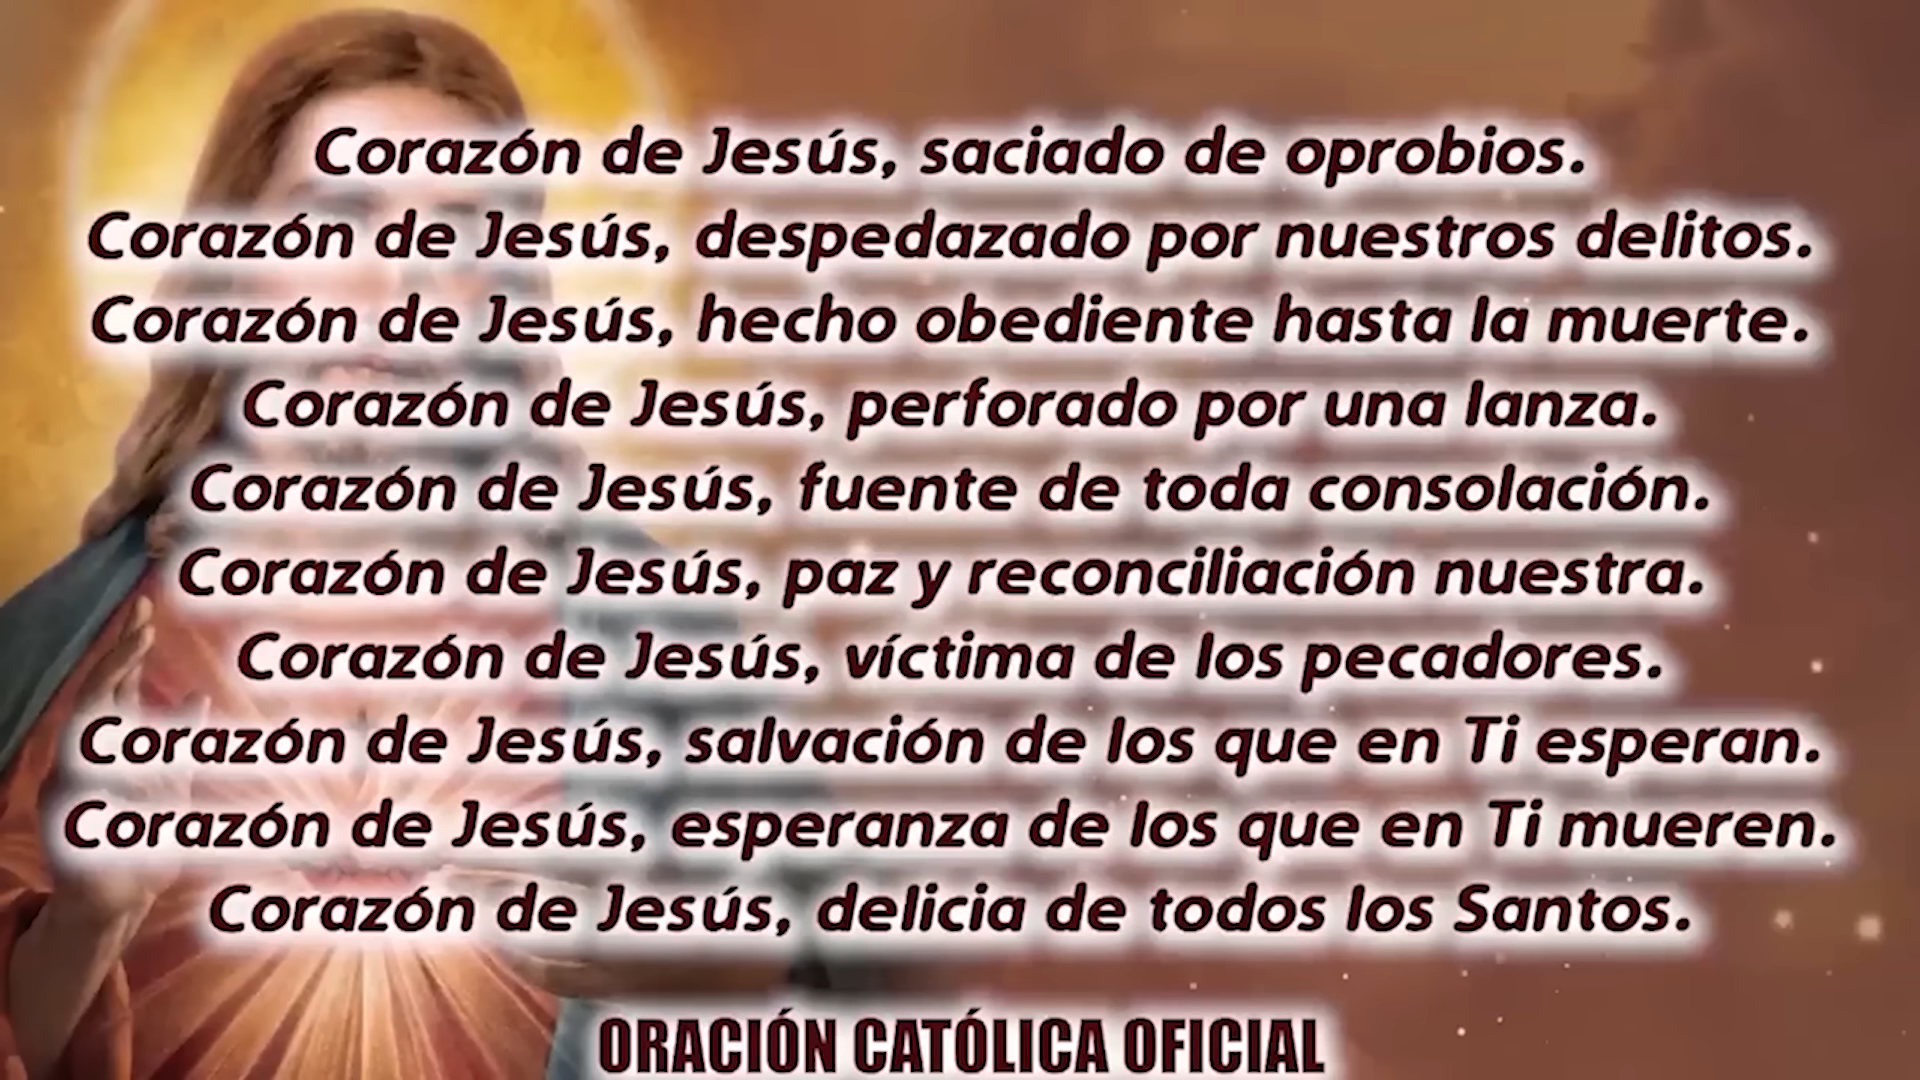 Corazón de Jesús, saciado de oprobios.
Corazón de Jesús, despedazado por nuestros delitos.
Corazón de Jesús, hecho obediente hasta la muerte.
Corazón de Jesús, perforado por una lanza.
Corazón de Jesús, fuente de toda consolación.
Corazón de Jesús, paz y reconciliación nuestra.
Corazón de Jesús, víctima de los pecadores.
Corazón de Jesús, salvación de los que en Ti esperan.
Corazón de Jesús, esperanza de los que en Ti mueren.
Corazón de Jesús, delicia de todos los Santos.
ORACIÓN CATÓLICA OFICIAL